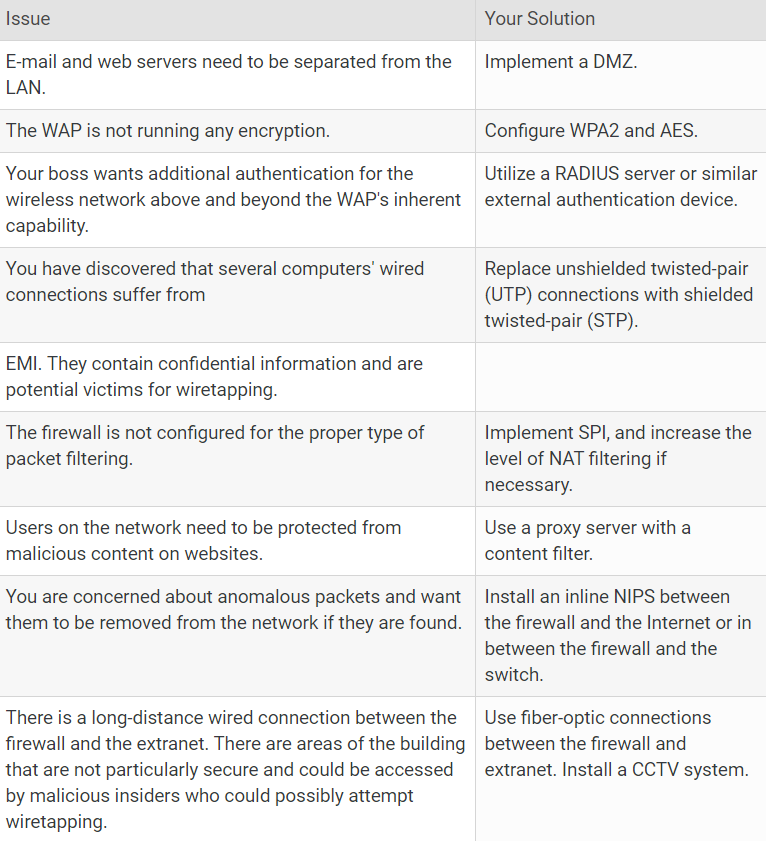 Issue
Your Solution
E-mail and web servers need to be separated from the
LAN.
Implement a DMZ.
The WAP is not running any encryption.
Configure WPA2 and AES.
Your boss wants additional authentication for the
wireless network above and beyond the WAP's inherent
capability.
Utilize a RADIUS server or similar
external authentication device.
You have discovered that several computers' wired
connections suffer from
Replace unshielded twisted-pair
(UTP) connections with shielded
twisted-pair (STP).
EMI. They contain confidential information and are
potential victims for wiretapping.
The firewall is not configured for the proper type of
packet filtering.
Implement SPI, and increase the
level of NAT filtering if
necessary.
Users on the network need to be protected from
malicious content on websites.
Use a proxy server with a
content filter.
You are concerned about anomalous packets and want
them to be removed from the network if they are found.
Install an inline NIPS between
the firewall and the Internet or in
between the firewall and the
switch.
There is a long-distance wired connection between the
firewall and the extranet. There are areas of the building
that are not particularly secure and could be accessed
by malicious insiders who could possibly attempt
wiretapping.
Use fiber-optic connections
between the firewall and
extranet. Install a CCTV system.